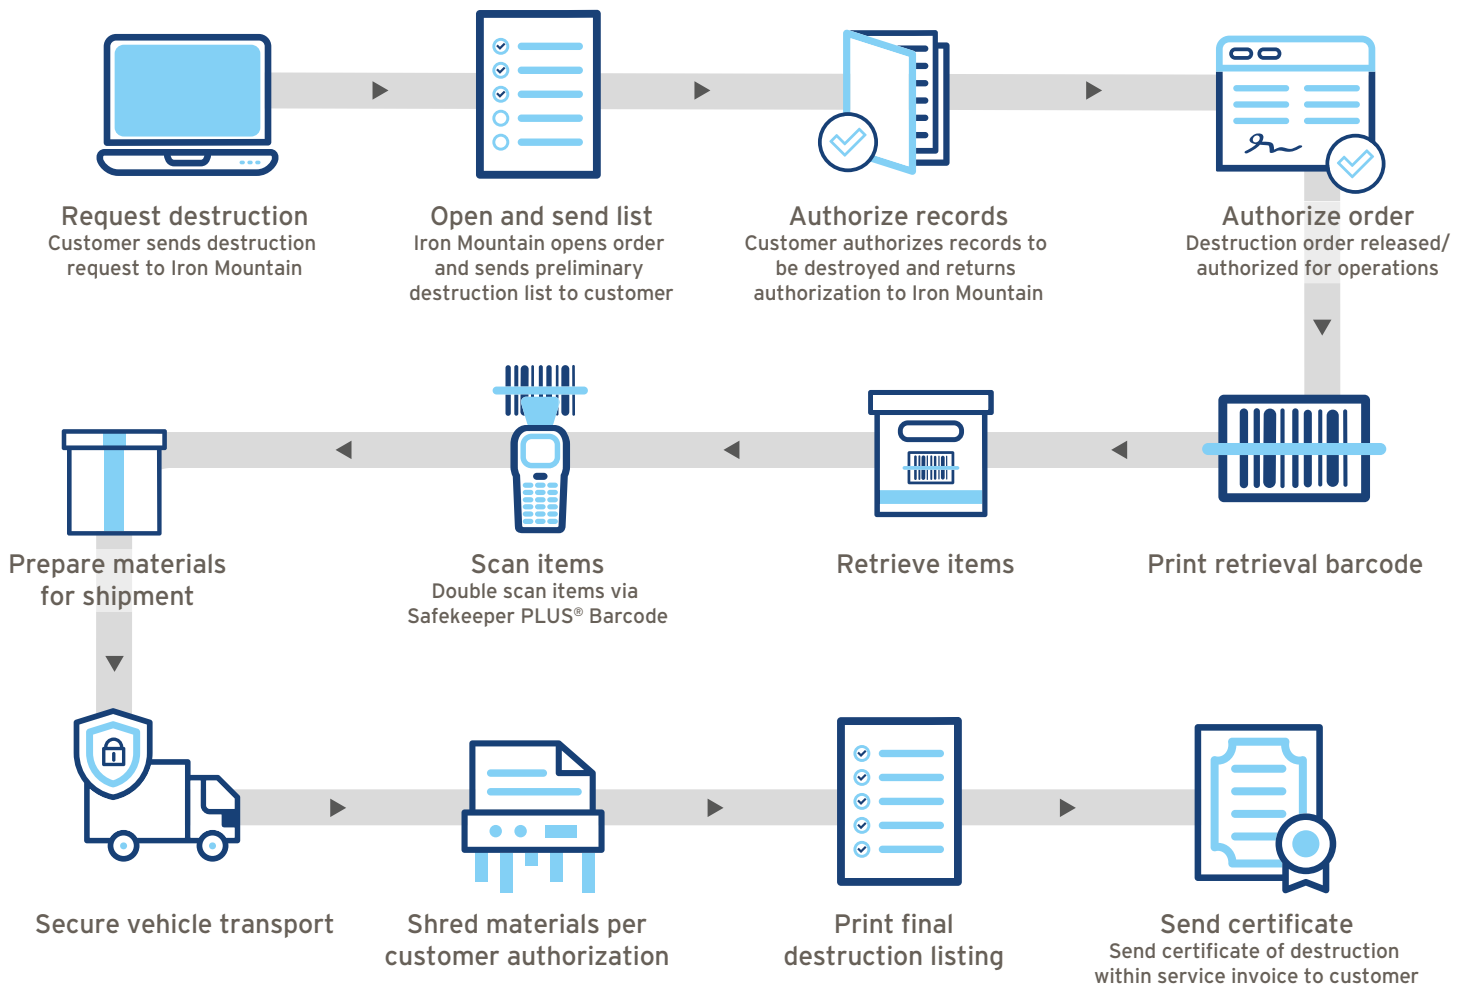 Request destruction
Customer sends destruction
request to Iron Mountain
Open and send list
Iron Mountain opens order
and sends preliminary
destruction list to customer
Authorize records
Customer authorizes records to
be destroyed and returns
authorization to Iron Mountain
Authorize order
Destruction order released/
authorized for operations
Print retrieval barcode
Retrieve items
Scan items
Double scan items via
Safekeeper PLUS® Barcode
Prepare materials
for shipment
Secure vehicle transport
Shred materials per
customer authorization
Print final
destruction listing
Send certificate
Send certificate of destruction
within service invoice to customer